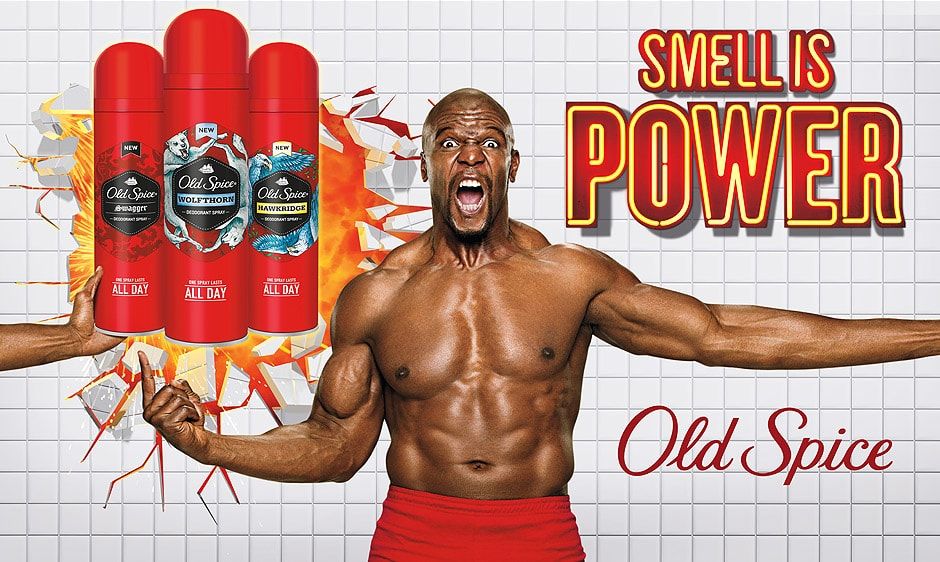 NEW
Old Spice
Swagger
DEODORANT SPRAY
ONE SPRAY LASTS
ALL DAY
NEW
Old Spice
WOLFTHORN
DEODORANT SPRAY
ONE SPRAY LASTS
ALL DAY
NEW
Old Spice
HAWKRIDGE
DEODORANT SPRAY
ONE SPRAY LASTS
ALL DAY
SMELL IS
POWER
Old Spice